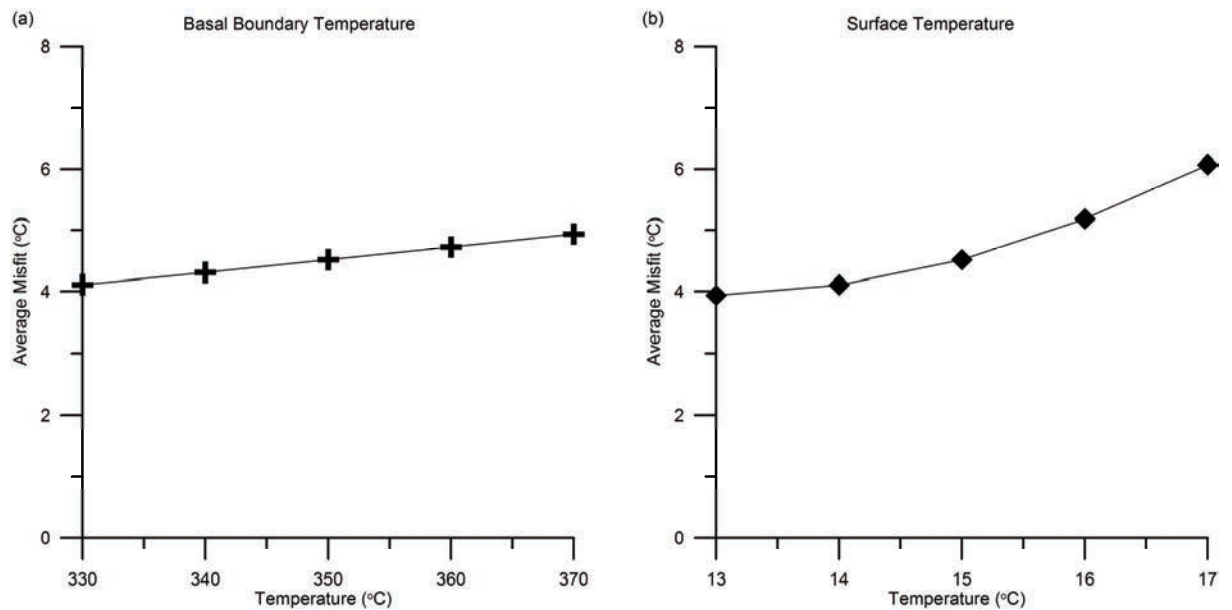 (a)
Basal Boundary Temperature
8
6
4
2
0
Average Misfit (°C)
330 340 350 360 370
Temperature (°C)
(b)
Surface Temperature
8
6
4
2
0
Average Misfit (°C)
13 14 15 16 17
Temperature (°C)